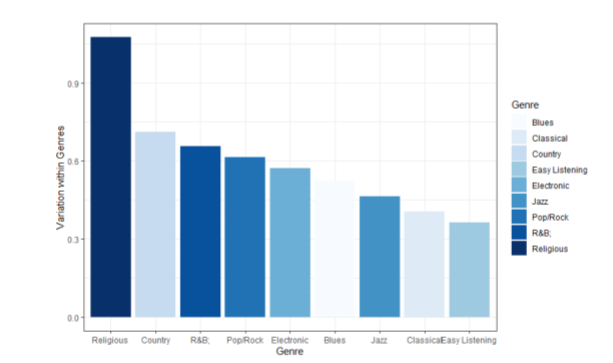 Variation within Genres
0.9
0.6
0.3
0.0
Religious Country R&B; Pop/Rock Electronic Blues Jazz Classical Easy Listening
Genre
Genre
Blues
Classical
Country
Easy Listening
Electronic
Jazz
Pop/Rock
R&B;
Religious